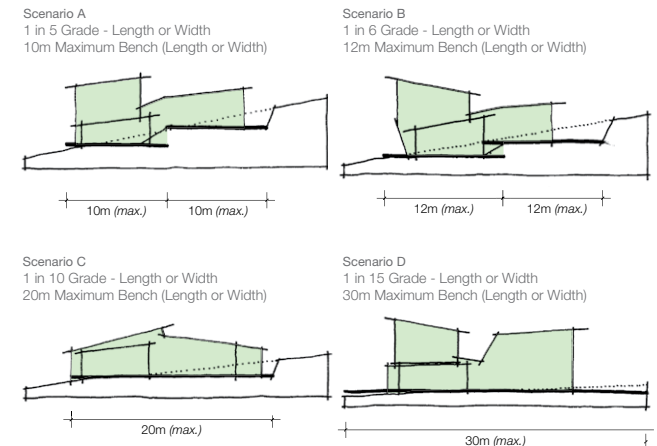 Scenario A
1 in 5 Grade - Length or Width
10m Maximum Bench (Length or Width)
10m (max.)
10m (max.)
Scenario B
1 in 6 Grade - Length or Width
12m Maximum Bench (Length or Width)
12m (max.)
12m (max.)
Scenario C
1 in 10 Grade - Length or Width
20m Maximum Bench (Length or Width)
20m (max.)
Scenario D
1 in 15 Grade - Length or Width
30m Maximum Bench (Length or Width)
30m (max.)